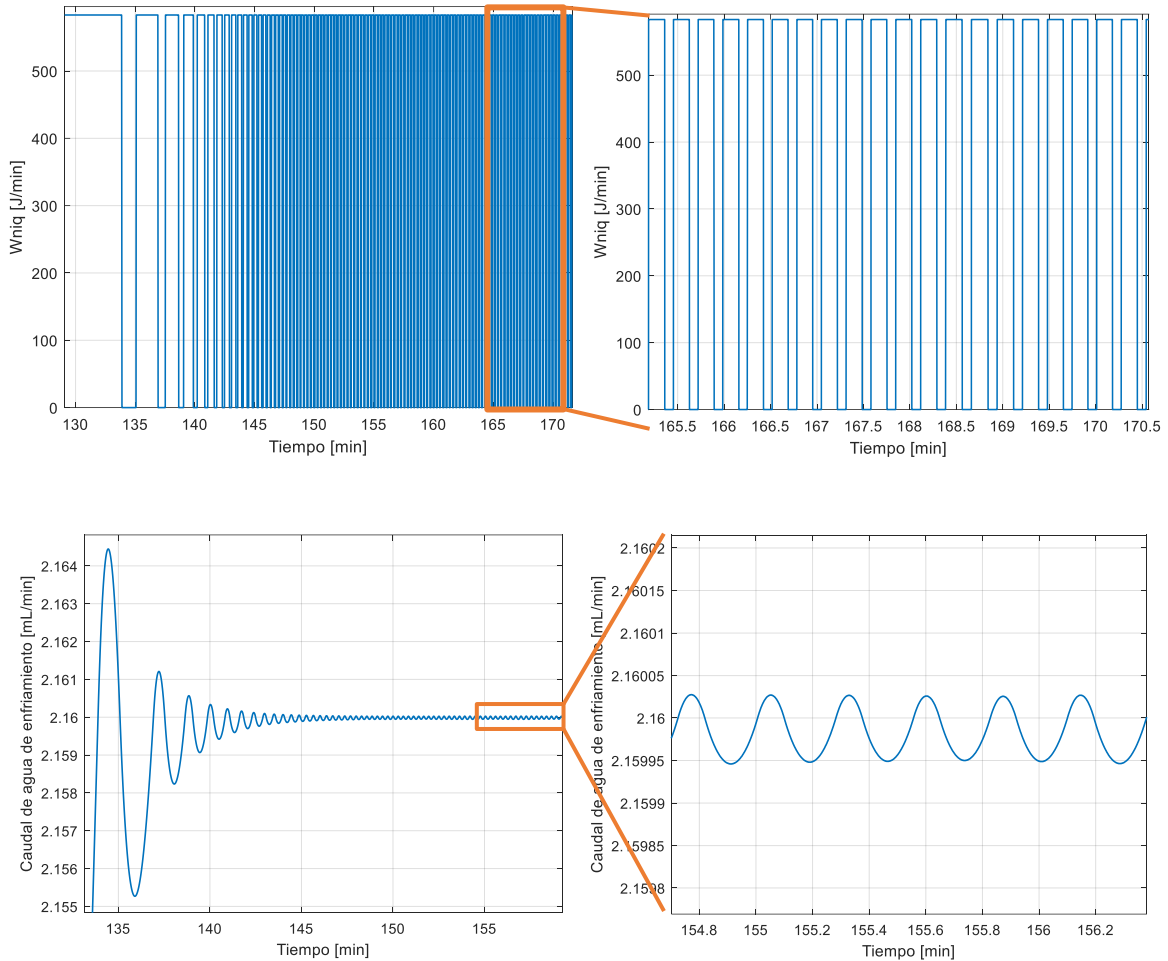 500
400
300
200
100
0
Wniq [J/min]
130 135 140 145 150 155 160 165 170
Tiempo [min]
500
400
300
200
100
0
Wniq [J/min]
165.5 166 166.5 167 167.5 168 168.5 169 169.5 170 170.5
Tiempo [min]
2.164
2.163
2.162
2.161
2.16
2.159
2.158
2.157
2.156
2.155
Caudal de agua de enfriamiento [mL/min]
135 140 145 150 155
Tiempo [min]
2.1602
2.16015
2.1601
2.16005
2.16
2.15995
2.1599
2.15985
2.1598
Caudal de agua de enfriamiento [mL/min]
154.8 155 155.2 155.4 155.6 155.8 156 156.2
Tiempo [min]